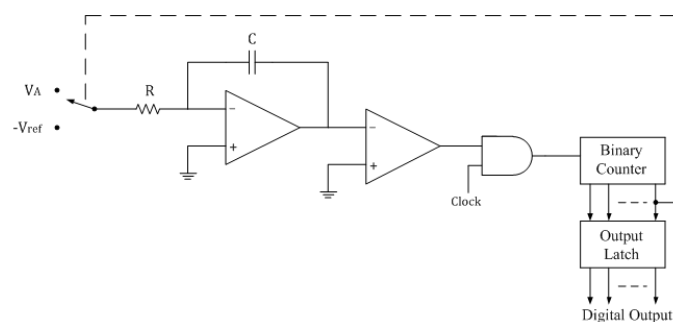 C
R
VA
-Vref
−
+
−
+
Clock
Binary
Counter
Output
Latch
Digital Output